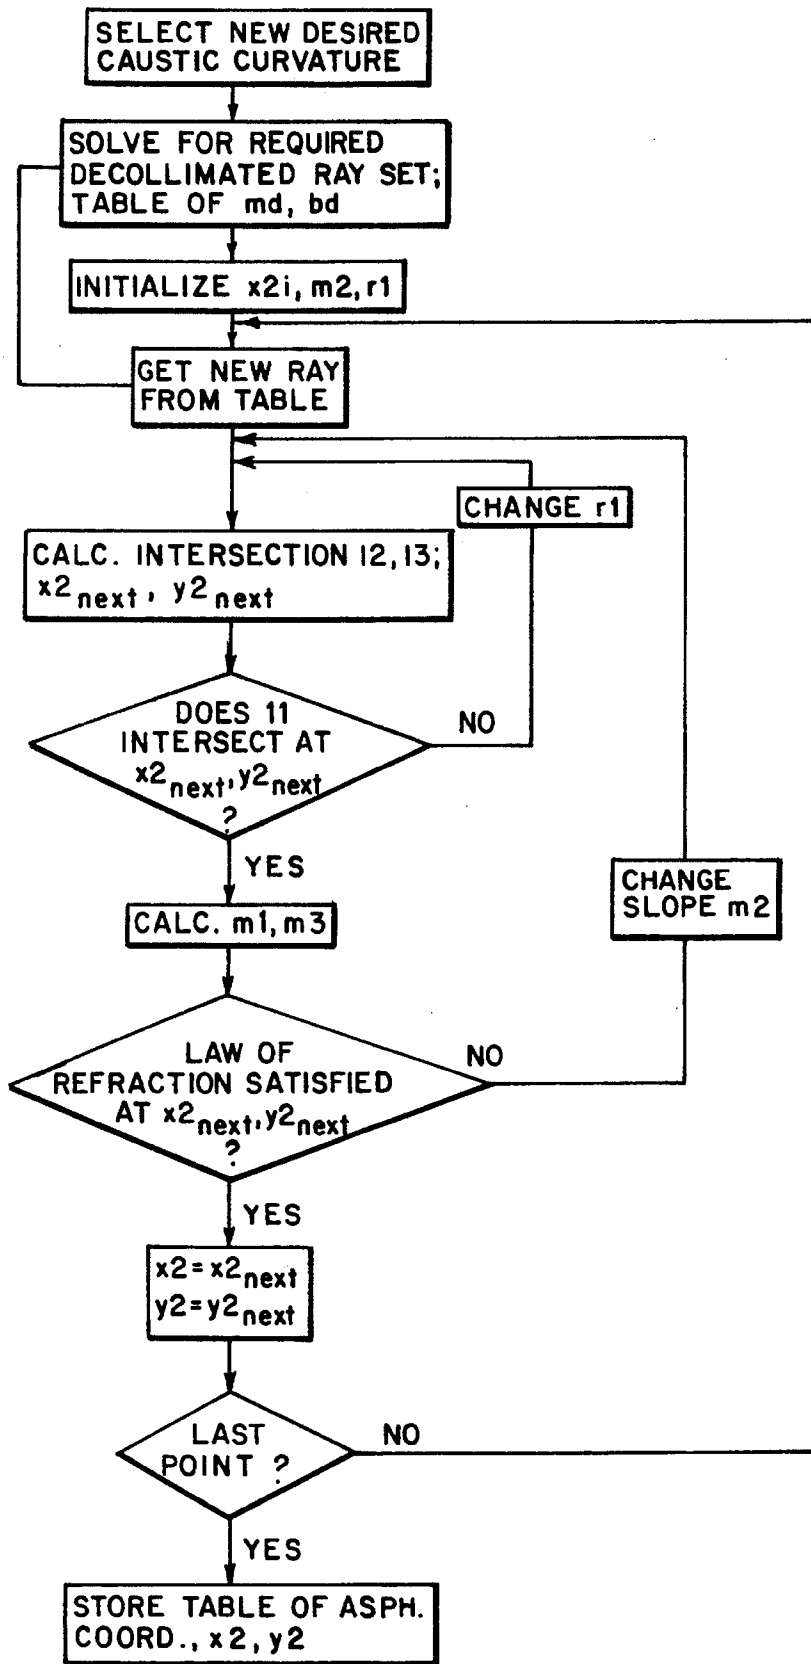 SELECT NEW DESIRED
CAUSTIC CURVATURE
SOLVE FOR REQUIRED
DECOLLIMATED RAY SET;
TABLE OF md, bd
INITIALIZE x2i, m2, r1
GET NEW RAY
FROM TABLE
CHANGE r1
CALC. INTERSECTION 12, 13;
x2next, y2next
DOES 11
INTERSECT AT
x2next, y2next
?
NO
YES
CALC. m1, m3
CHANGE
SLOPE m2
LAW OF
REFRACTION SATISFIED
AT x2next, y2next
?
NO
YES
x2=x2next
y2=y2next
LAST
POINT ?
NO
YES
STORE TABLE OF ASPH.
COORD., x2, y2